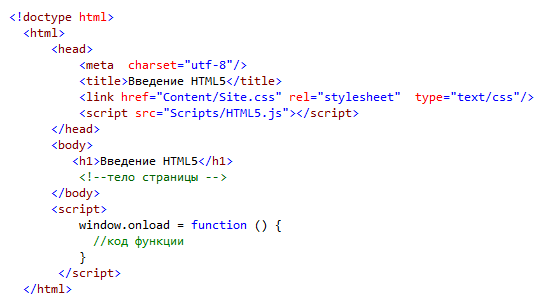 <!doctype html>
<html>
<head>
<meta  charset="utf-8"/>
<title>Введение HTML5</title>
<link href="Content/Site.css" rel="stylesheet"  type="text/css"/>
<script src="Scripts/HTML5.js"></script>
</head>
<body>
<h1>Введение HTML5</h1>
<!--тело страницы -->
</body>
<script>
window.onload = function () {
//код функции
}
</script>
</html>